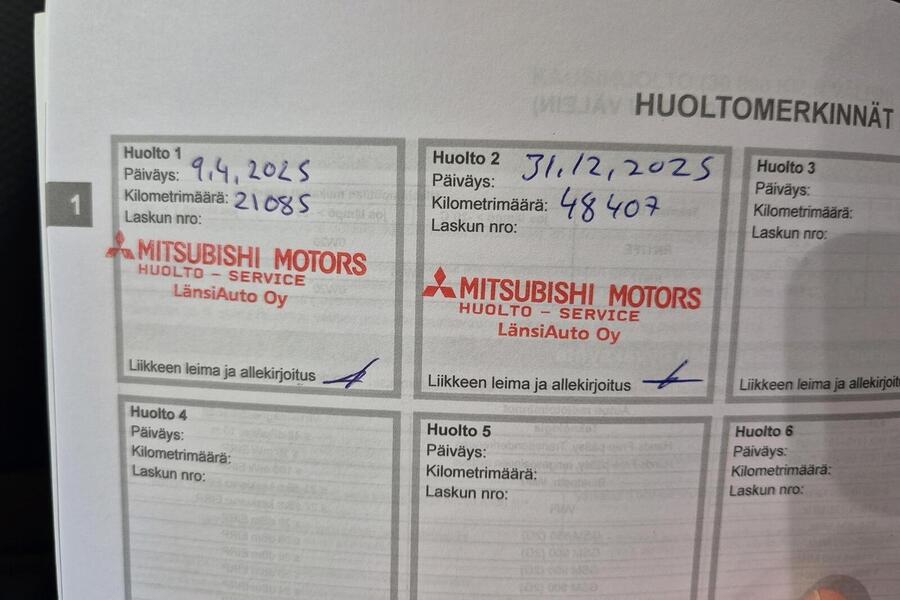 HUOLTOMERKINNÄT
1
Huolto 1
Päiväys: 9.4.2025
Kilometrimäärä: 21085
Laskun nro:
MITSUBISHI MOTORS
HUOLTO - SERVICE
LänsiAuto Oy
Liikkeen leima ja allekirjoitus
Huolto 2
Päiväys: 31.12.2025
Kilometrimäärä: 48407
Laskun nro:
MITSUBISHI MOTORS
HUOLTO - SERVICE
LänsiAuto Oy
Liikkeen leima ja allekirjoitus
Huolto 3
Päiväys:
Kilometrimäärä:
Laskun nro:
Liikkeen leima ja allekirjoit
Huolto 4
Päiväys:
Kilometrimäärä:
Laskun nro:
Huolto 5
Päiväys:
Kilometrimäärä:
Laskun nro:
Huolto 6
Päiväys:
Kilometrimäärä:
Laskun nro: